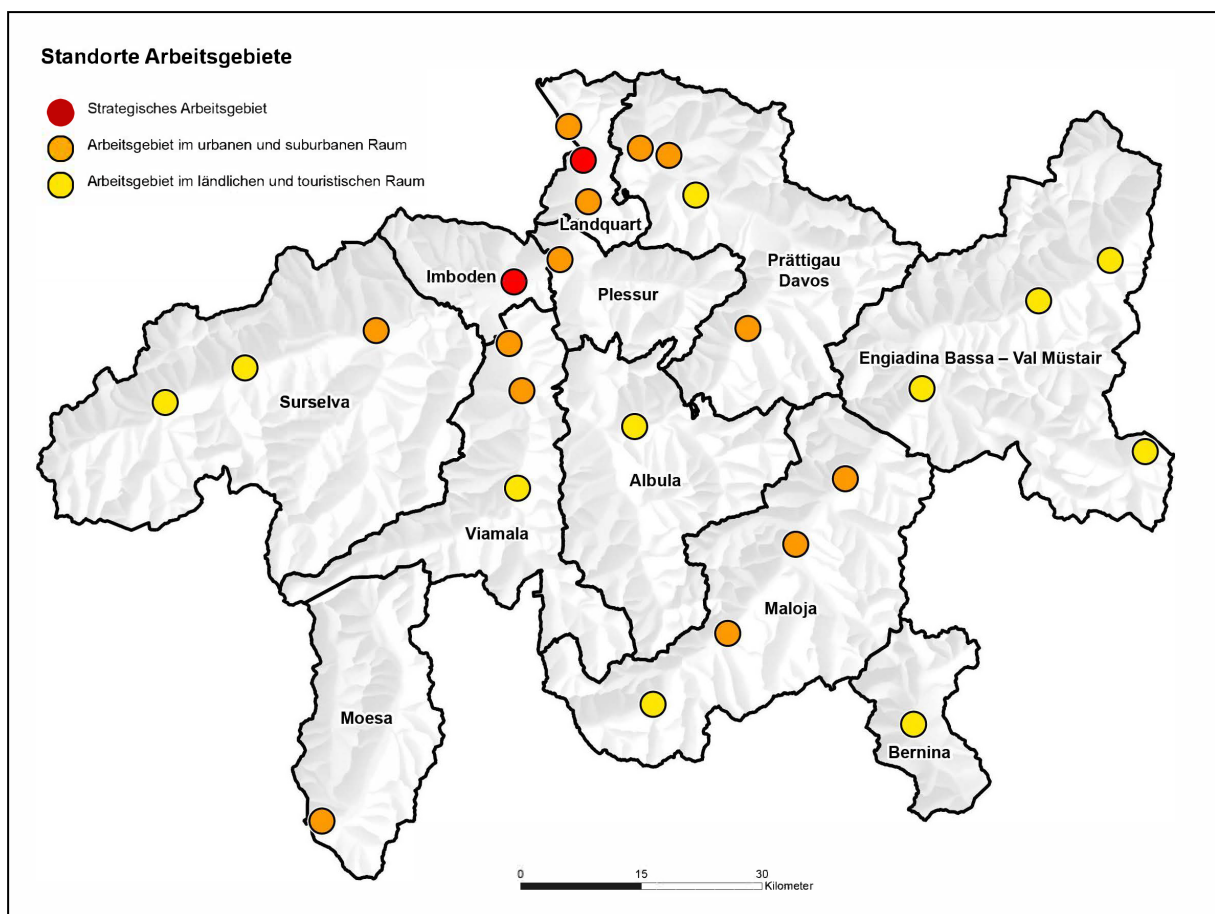 Standorte Arbeitsgebiete
Strategisches Arbeitsgebiet
Arbeitsgebiet im urbanen und suburbanen Raum
Arbeitsgebiet im ländlichen und touristischen Raum
Landquart
Imboden
Plessur
Prättigau
Davos
Engiadina Bassa – Val Müstair
Surselva
Albula
Viamala
Maloja
Moesa
Bernina
0 15 30
Kilometer